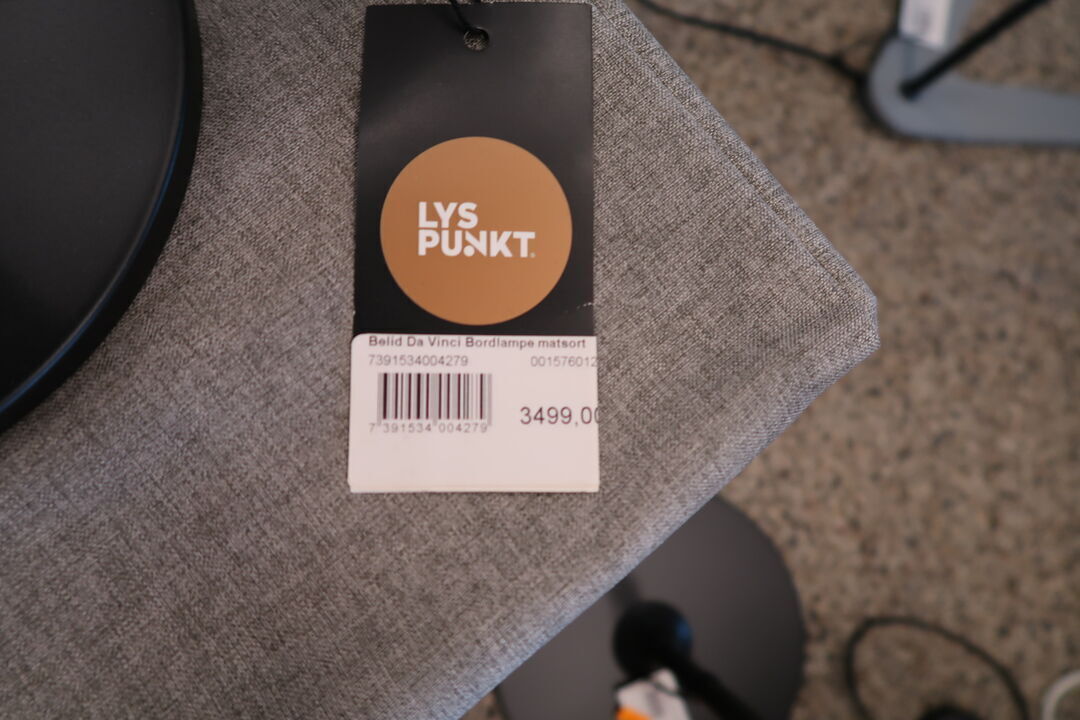 LYS
PUNKT
Belid Da Vinci Bordlampe matsort
7391534004279 001576012
3499,00
7 391534 004279